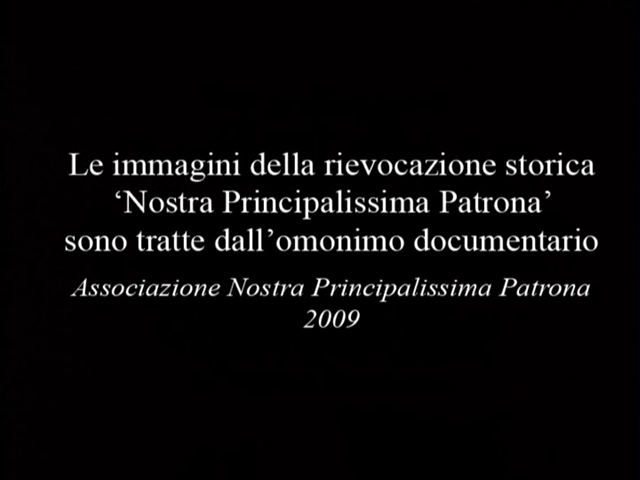 Le immagini della rievocazione storica
‘Nostra Principalissima Patrona’
sono tratte dall’omonimo documentario
Associazione Nostra Principalissima Patrona
2009